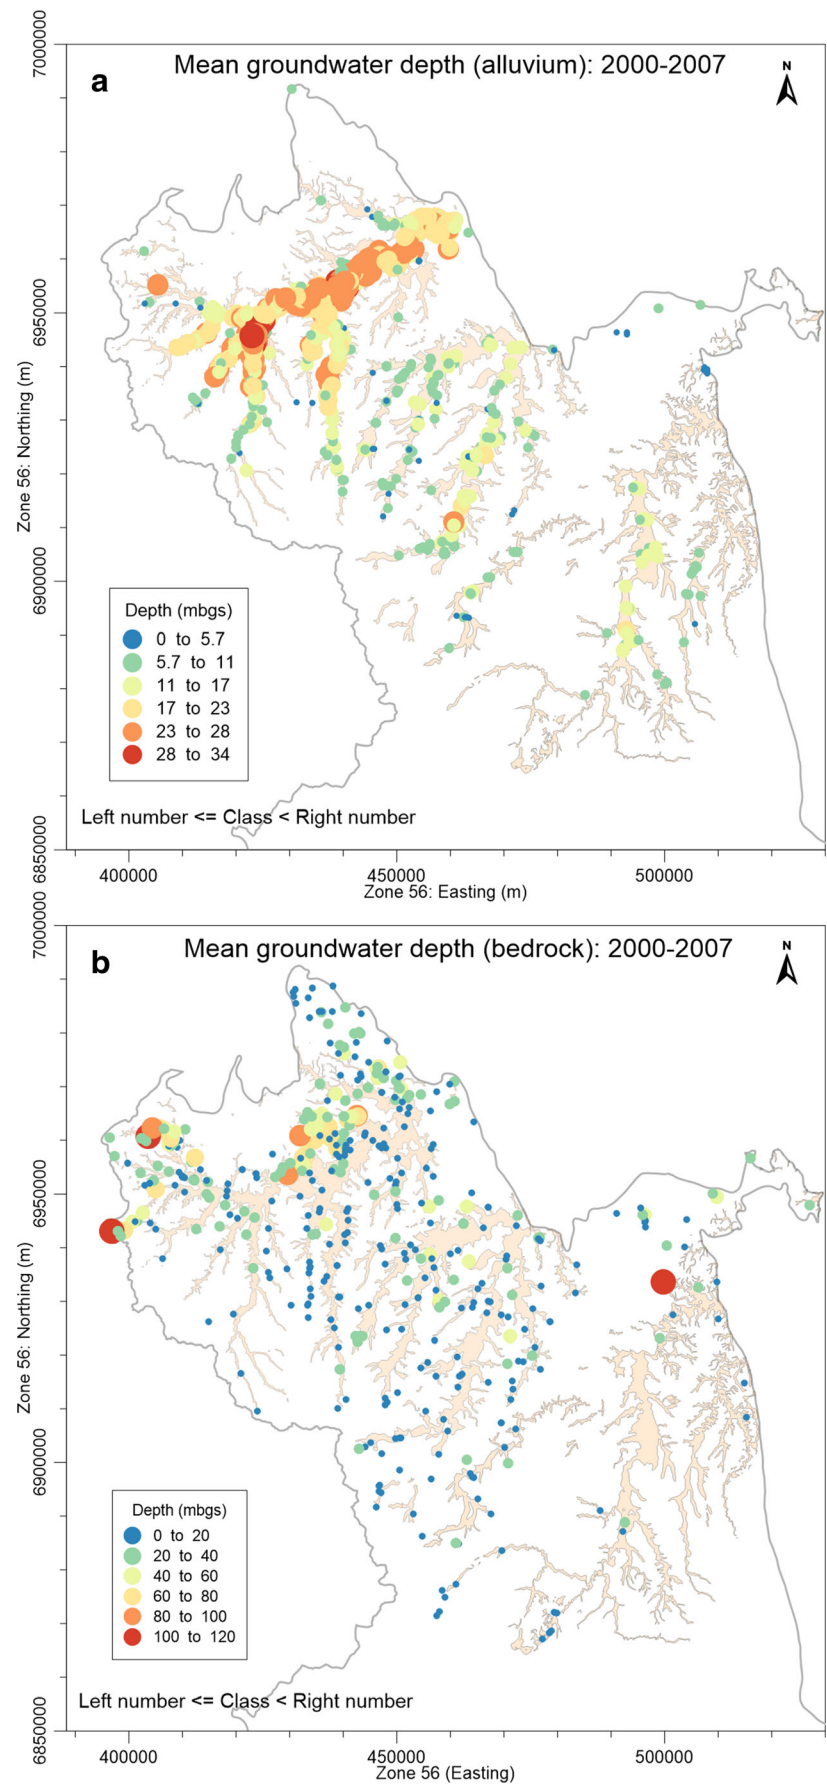 a
Mean groundwater depth (alluvium): 2000-2007
N
7000000
6950000
6900000
6850000
Zone 56: Northing (m)
Depth (mbgs)
0 to 5.7
5.7 to 11
11 to 17
17 to 23
23 to 28
28 to 34
Left number <= Class < Right number
400000
450000
500000
Zone 56: Easting (m)
b
Mean groundwater depth (bedrock): 2000-2007
N
7000000
6950000
6900000
6850000
Zone 56: Northing (m)
Depth (mbgs)
0 to 20
20 to 40
40 to 60
60 to 80
80 to 100
100 to 120
Left number <= Class < Right number
400000
450000
500000
Zone 56 (Easting)